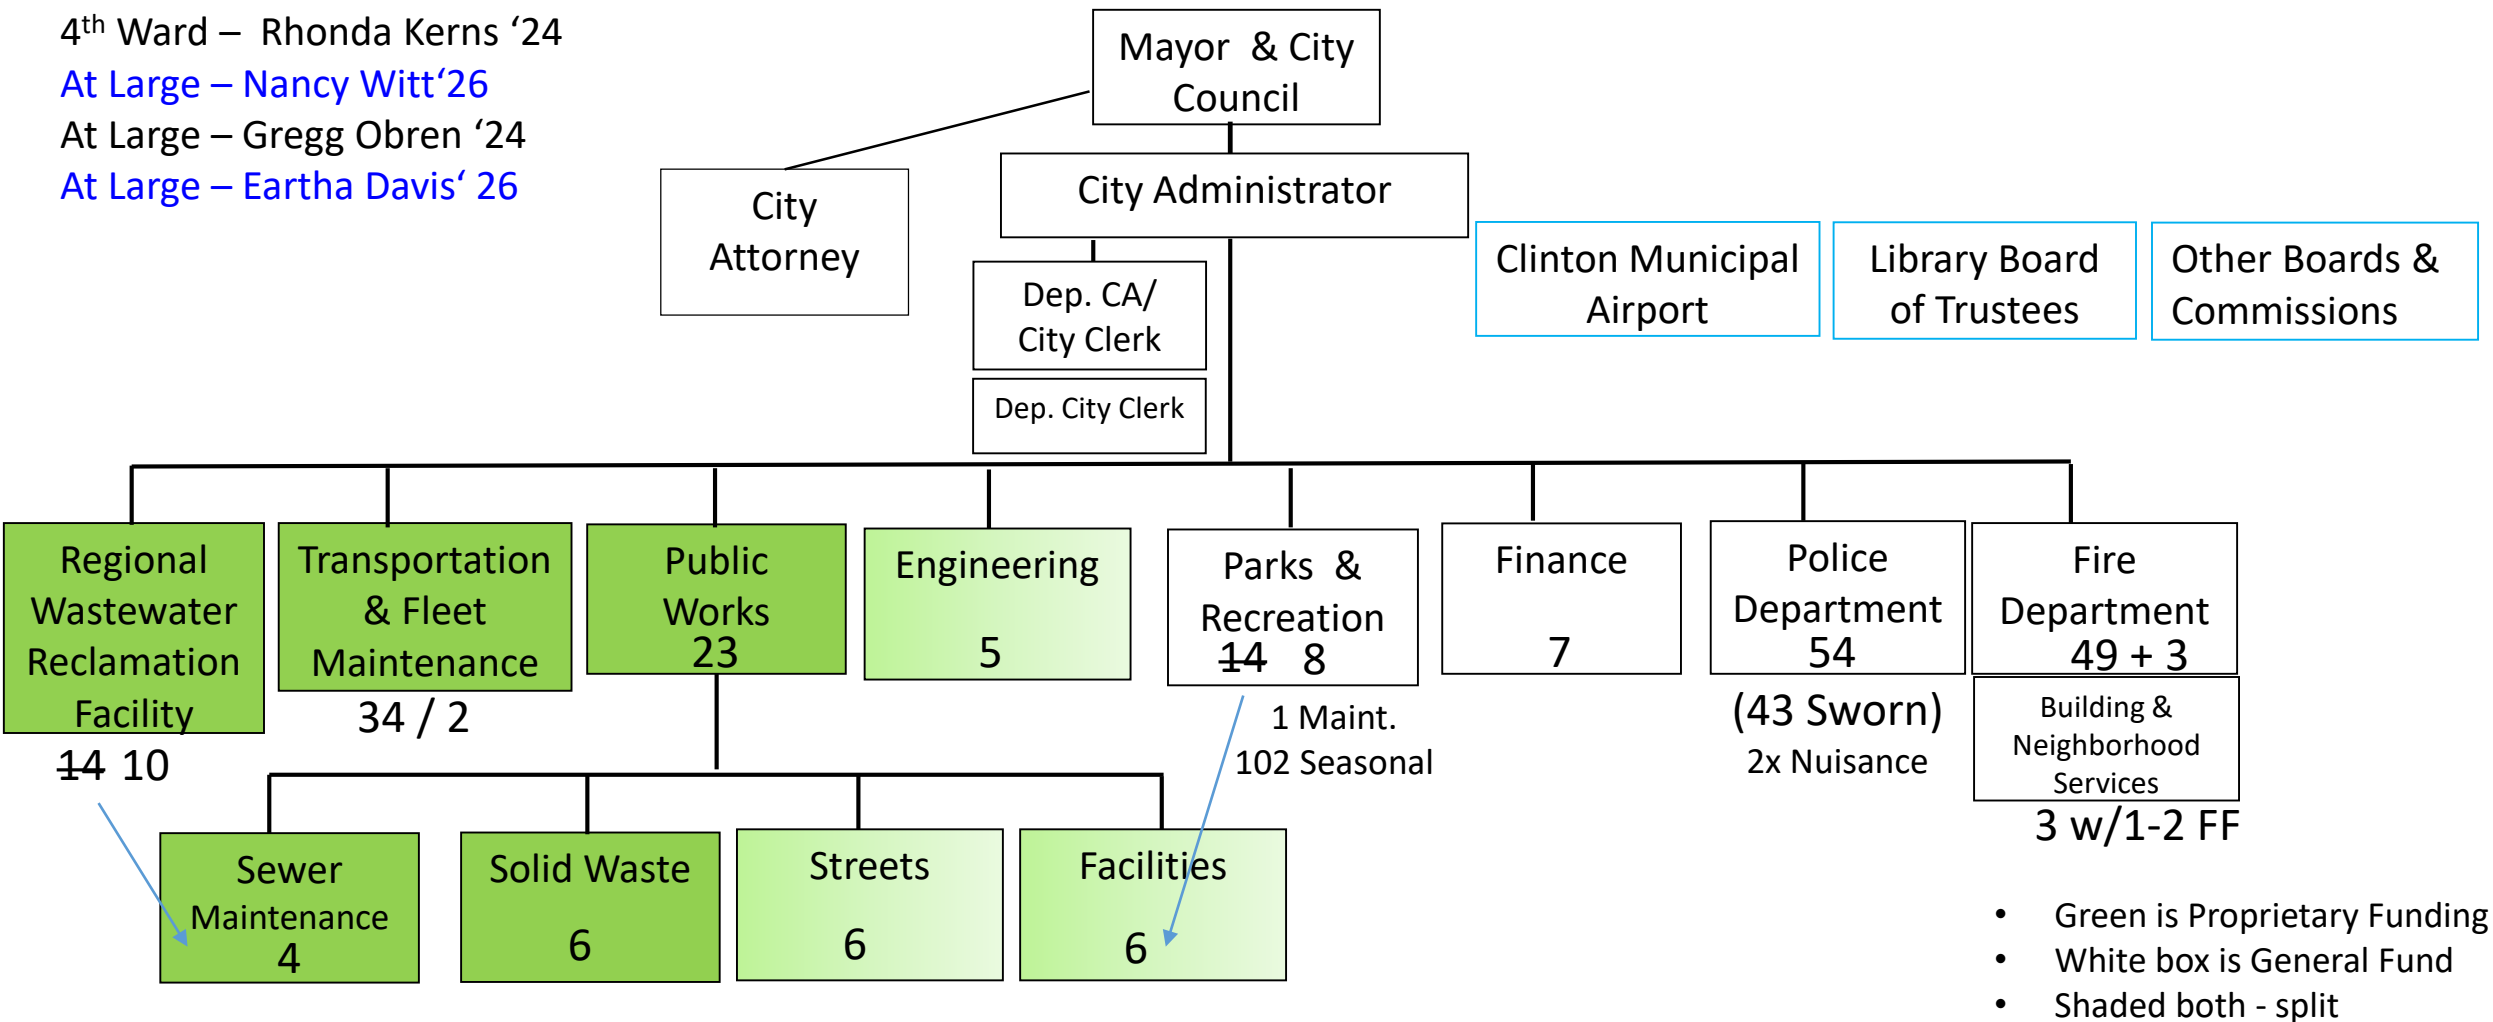 4th Ward – Rhonda Kerns ‘24
At Large – Nancy Witt‘26
At Large – Gregg Obren ‘24
At Large – Eartha Davis‘ 26
Mayor & City
Council
City Administrator
City
Attorney
Dep. CA/
City Clerk
Dep. City Clerk
Clinton Municipal
Airport
Library Board
of Trustees
Other Boards &
Commissions
Regional
Wastewater
Reclamation
Facility
14 10
Transportation
& Fleet
Maintenance
34 / 2
Public
Works
23
Engineering
5
Parks &
Recreation
14 8
1 Maint.
102 Seasonal
Finance
7
Police
Department
54
(43 Sworn)
2x Nuisance
Fire
Department
49 + 3
Building &
Neighborhood
Services
3 w/1-2 FF
Sewer
Maintenance
4
Solid Waste
6
Streets
6
Facilities
6
• Green is Proprietary Funding
• White box is General Fund
• Shaded both - split